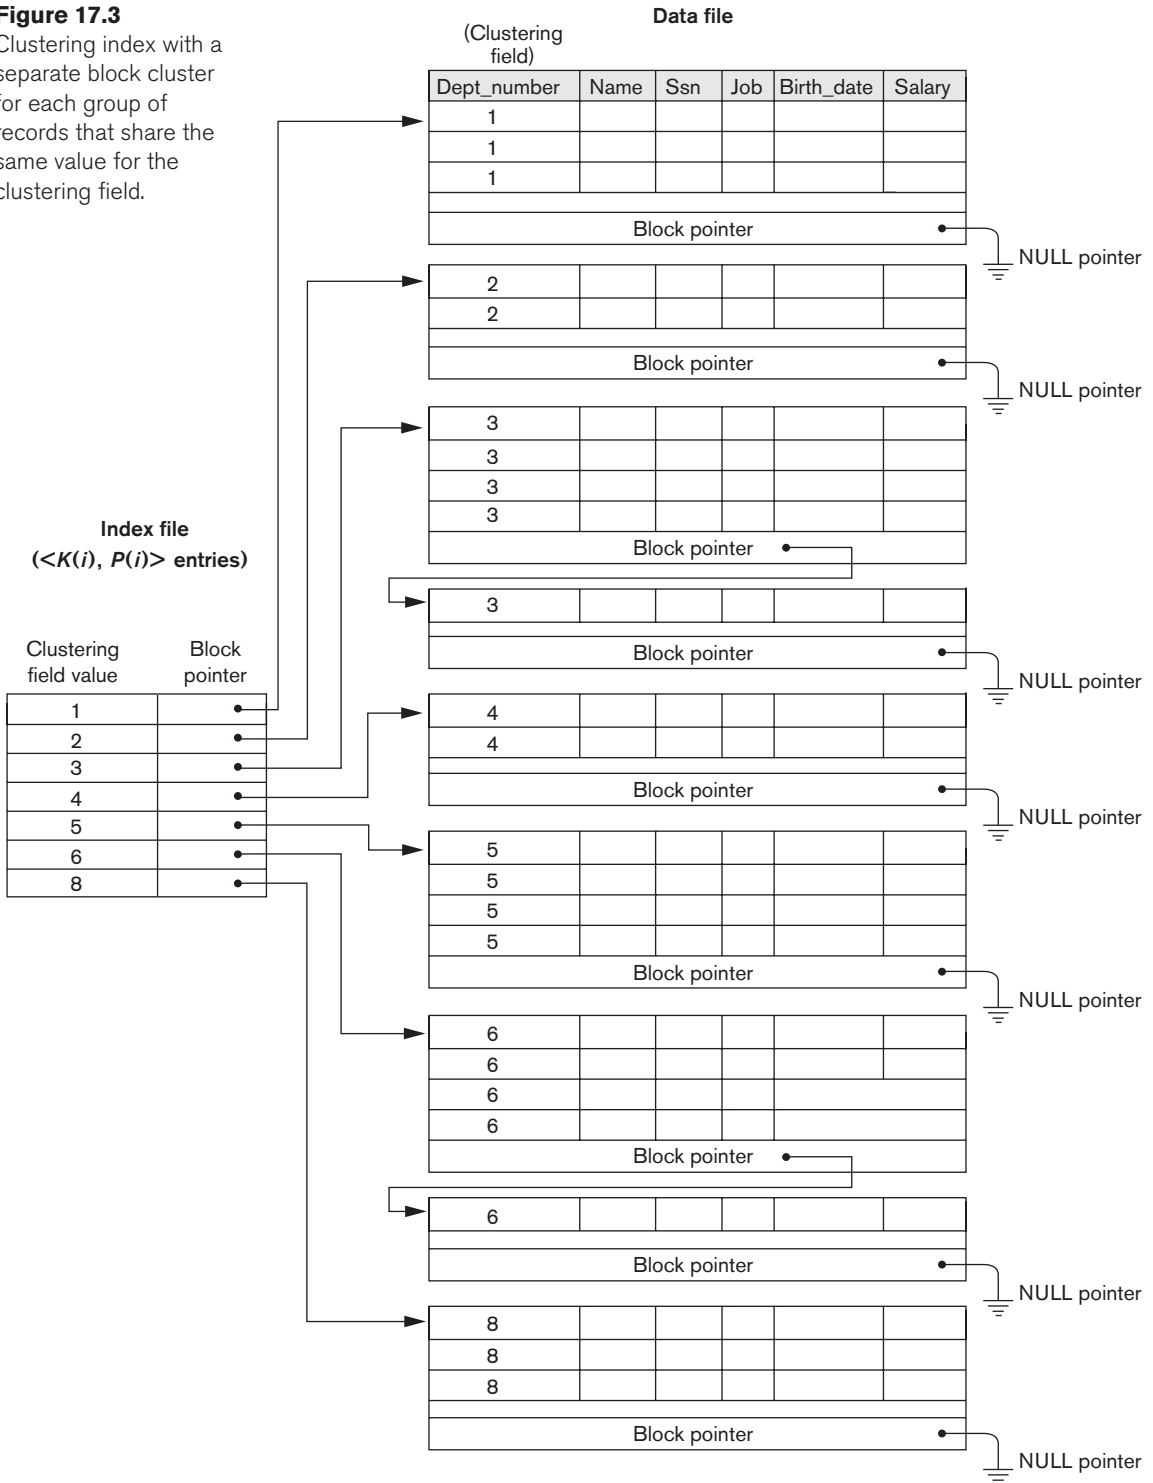 Figure 17.3
Clustering index with a
separate block cluster
for each group of
records that share the
same value for the
clustering field.
Data file
(Clustering
field)
Dept_number Name Ssn Job Birth_date Salary
1
1
1
Block pointer
NULL pointer
2
2
Block pointer
NULL pointer
3
3
3
3
Block pointer
3
Block pointer
NULL pointer
4
4
Block pointer
NULL pointer
5
5
5
5
Block pointer
NULL pointer
6
6
6
6
Block pointer
6
Block pointer
NULL pointer
8
8
8
Block pointer
NULL pointer
Index file
(<K(i), P(i)> entries)
Clustering
field value
Block
pointer
1
2
3
4
5
6
8